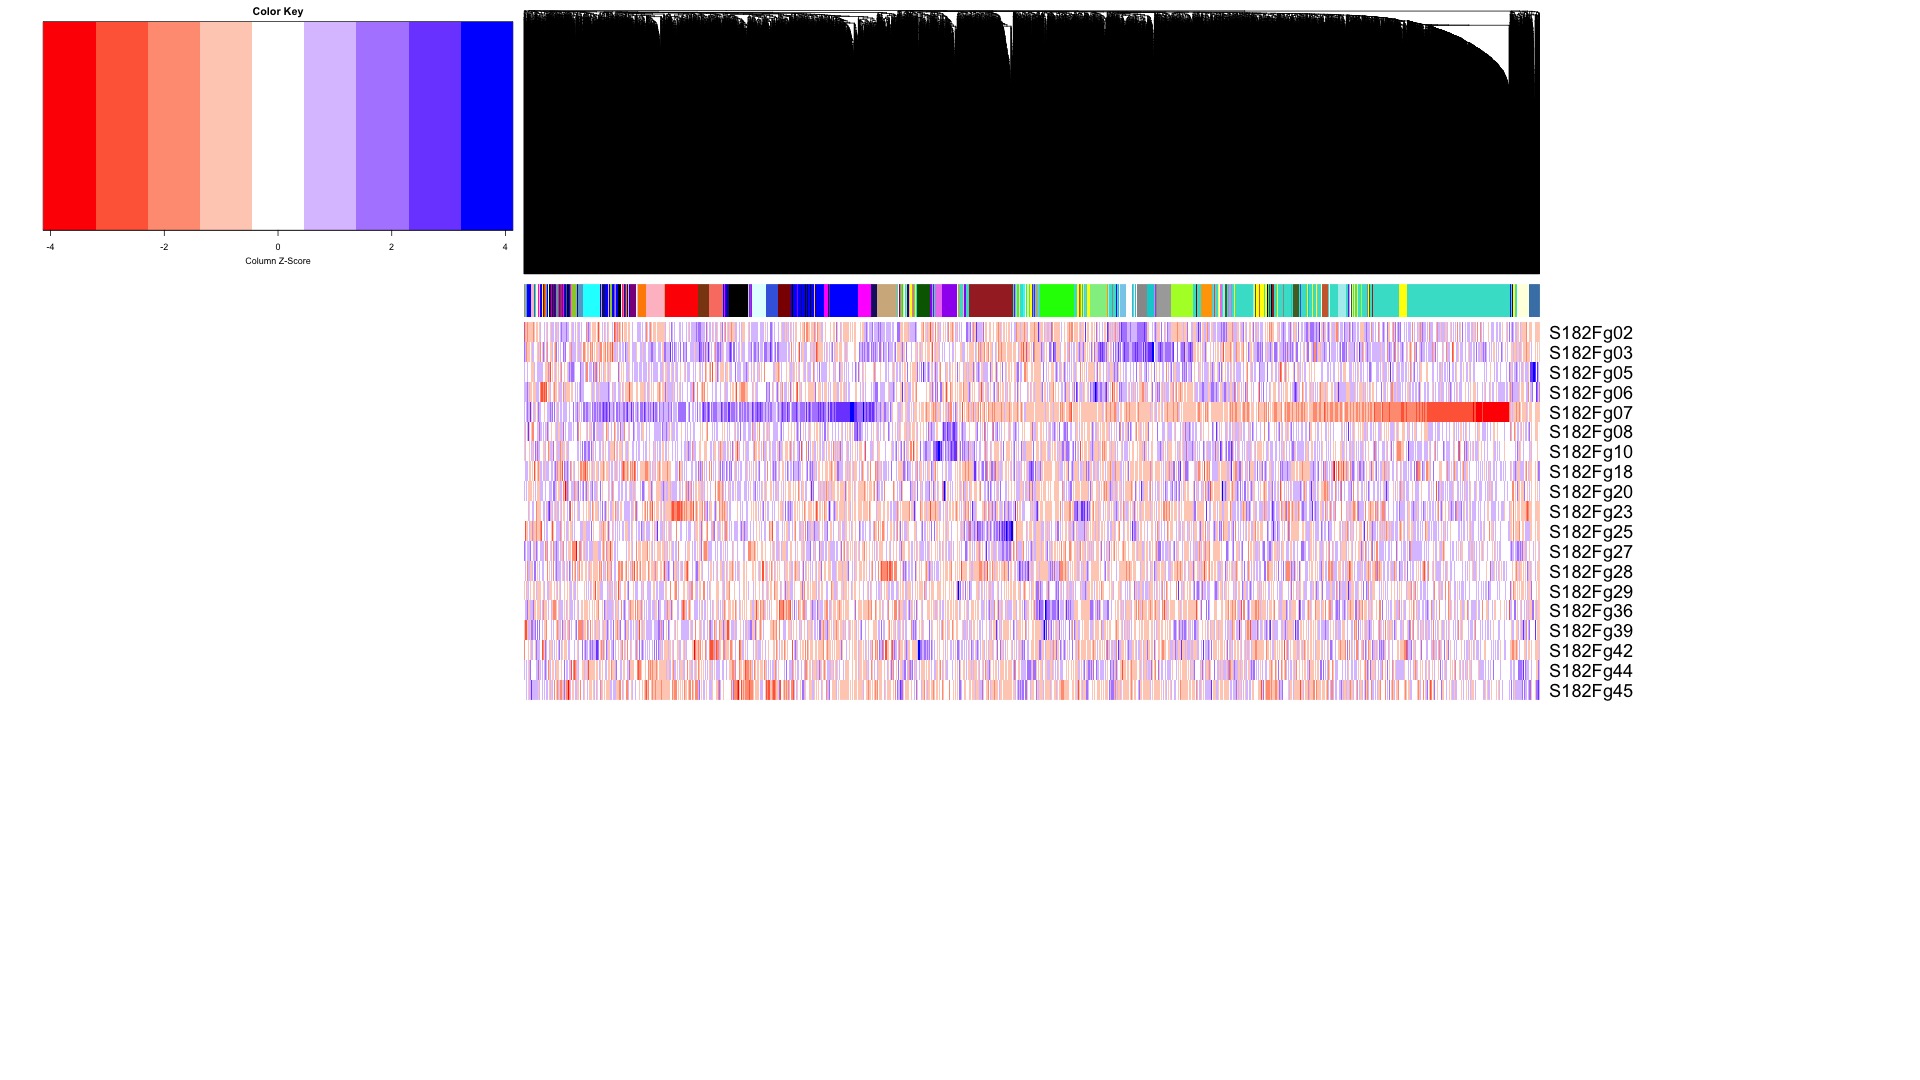 Color Key
-4 -2 0 2 4
Column Z-Score
S182Fg02
S182Fg03
S182Fg05
S182Fg06
S182Fg07
S182Fg08
S182Fg10
S182Fg18
S182Fg20
S182Fg23
S182Fg25
S182Fg27
S182Fg28
S182Fg29
S182Fg36
S182Fg39
S182Fg42
S182Fg44
S182Fg45